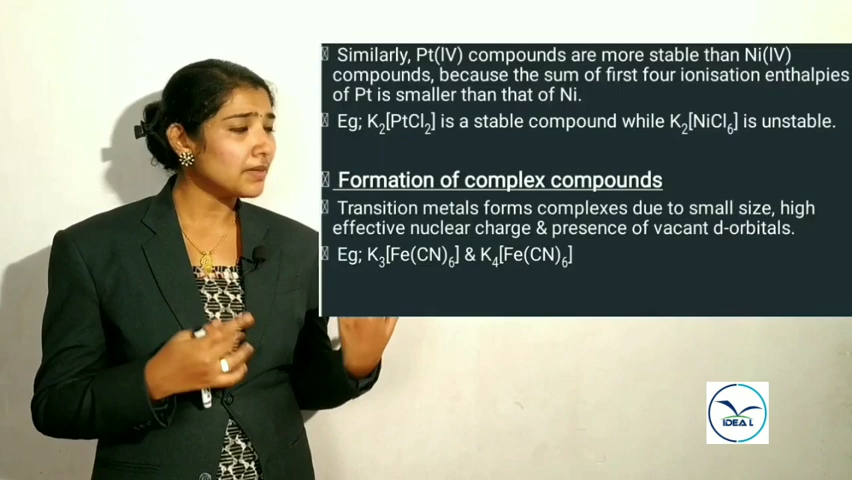 Similarly, Pt(IV) compounds are more stable than Ni(IV)
compounds, because the sum of first four ionisation enthalpies
of Pt is smaller than that of Ni.
Eg; K₂[PtCl₂] is a stable compound while K₂[NiCl₆] is unstable.
Formation of complex compounds
Transition metals forms complexes due to small size, high
effective nuclear charge & presence of vacant d-orbitals.
Eg; K₃[Fe(CN)₆] & K₄[Fe(CN)₆]
IDEAL